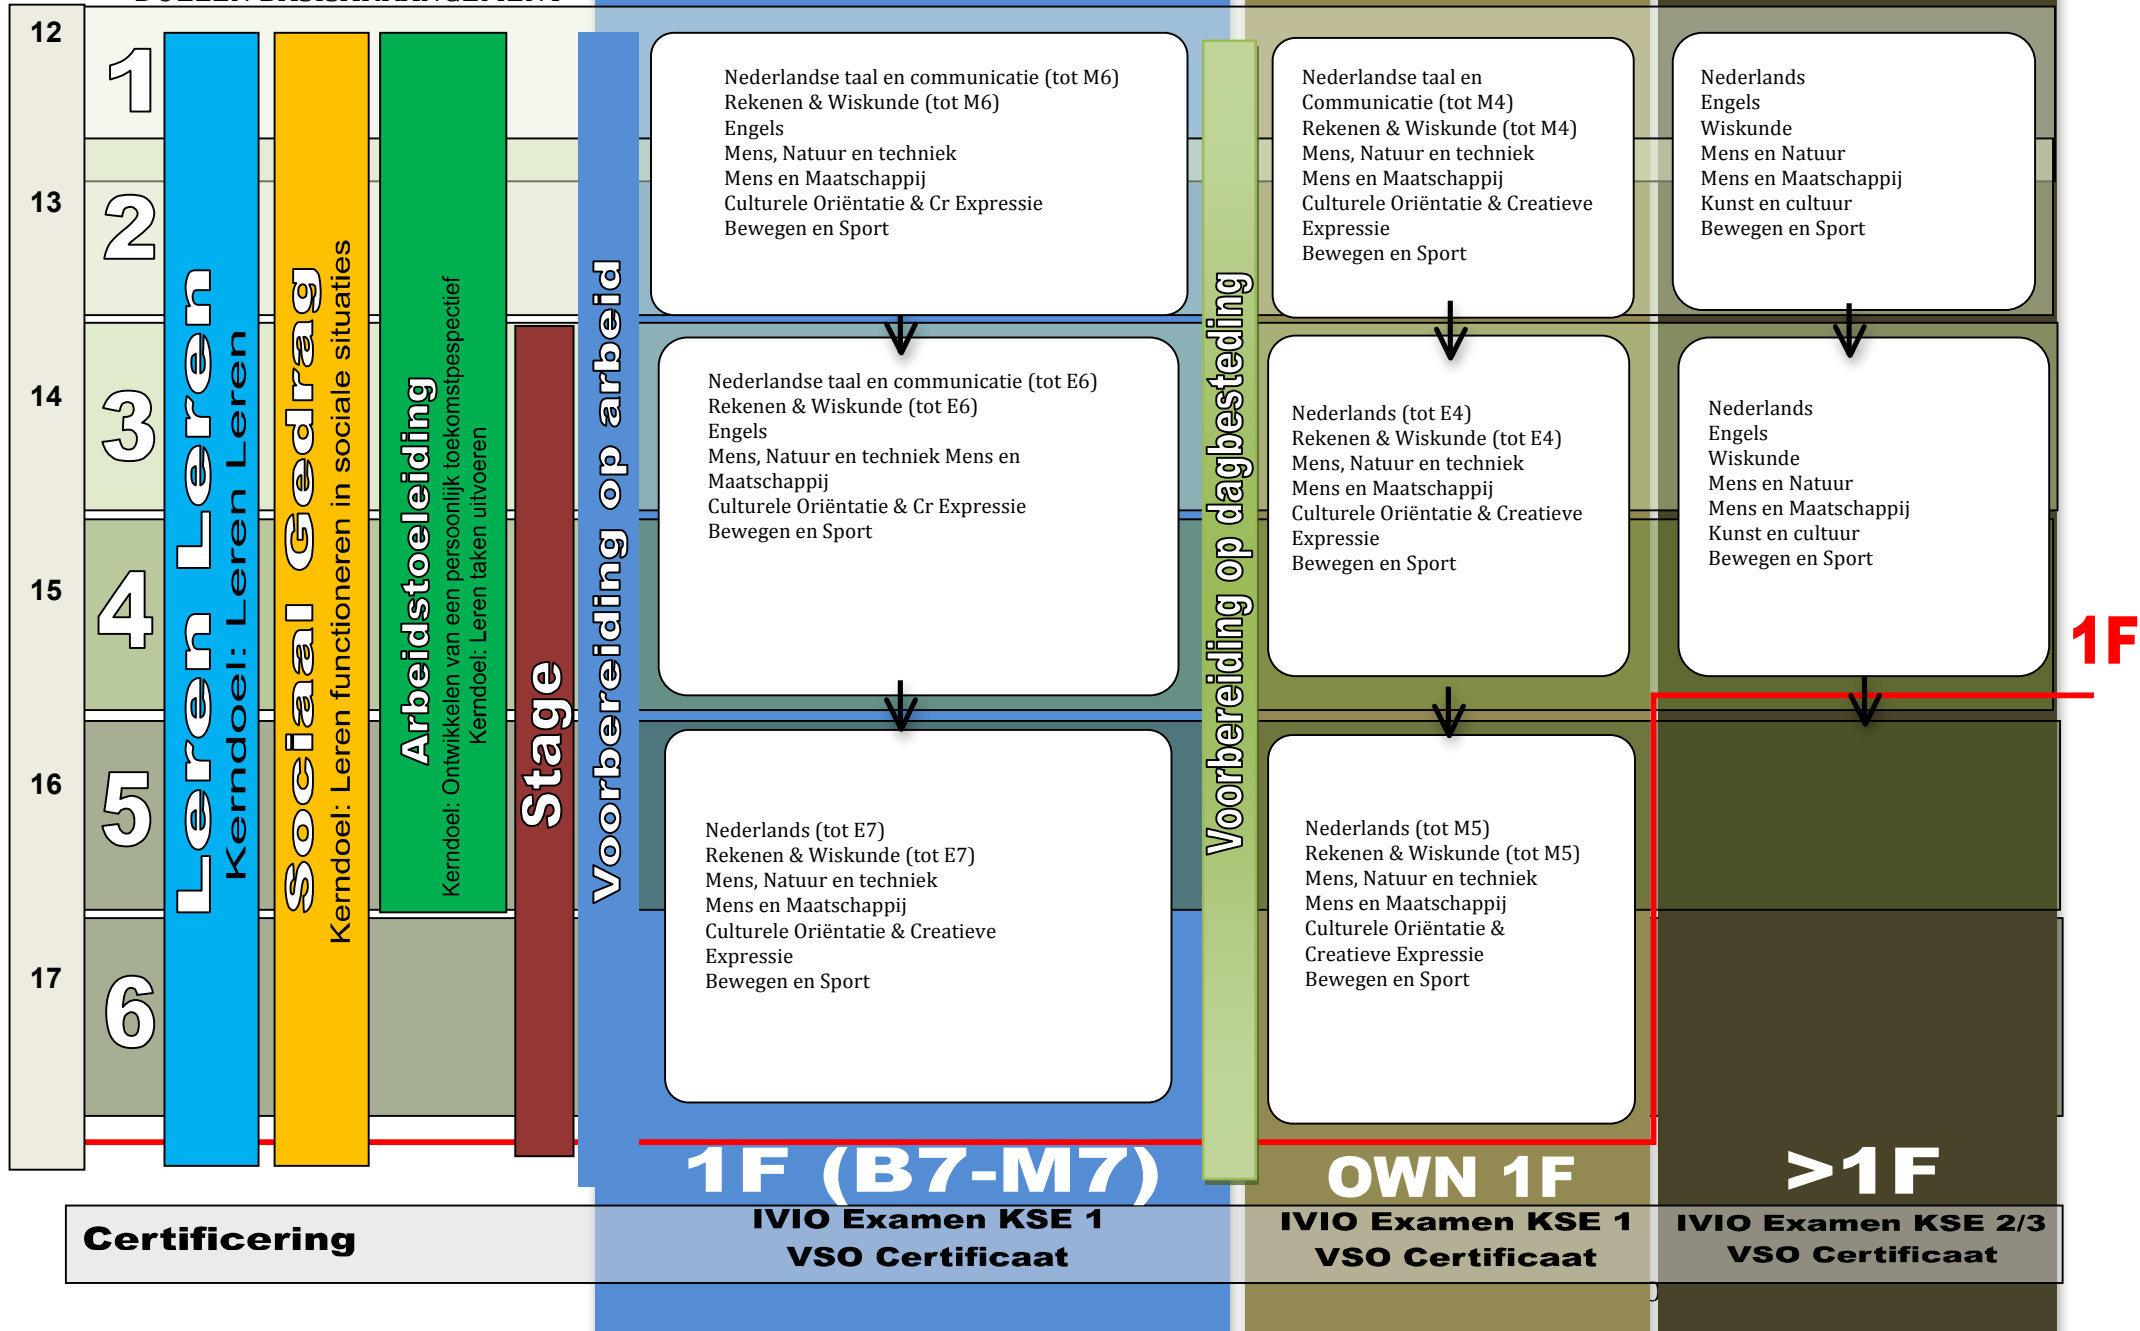 DOELEN BASISARRANGEMENT
12
13
14
15
16
17
1
2
3
4
5
6
Leren Leren
Kerndoel: Leren Leren
Sociaal Gedrag
Kerndoel: Leren functioneren in sociale situaties
Arbeidstoeleiding
Kerndoel: Ontwikkelen van een persoonlijk toekomstpespectief
Kerndoel: Leren taken uitvoeren
Stage
Voorbereiding op arbeid
Nederlandse taal en communicatie (tot M6)
Rekenen & Wiskunde (tot M6)
Engels
Mens, Natuur en techniek
Mens en Maatschappij
Culturele Oriëntatie & Cr Expressie
Bewegen en Sport
Nederlandse taal en communicatie (tot E6)
Rekenen & Wiskunde (tot E6)
Engels
Mens, Natuur en techniek Mens en
Maatschappij
Culturele Oriëntatie & Cr Expressie
Bewegen en Sport
Nederlands (tot E7)
Rekenen & Wiskunde (tot E7)
Mens, Natuur en techniek
Mens en Maatschappij
Culturele Oriëntatie & Creatieve
Expressie
Bewegen en Sport
Voorbereiding op dagbesteding
Nederlandse taal en
Communicatie (tot M4)
Rekenen & Wiskunde (tot M4)
Mens, Natuur en techniek
Mens en Maatschappij
Culturele Oriëntatie & Creatieve
Expressie
Bewegen en Sport
Nederlands (tot E4)
Rekenen & Wiskunde (tot E4)
Mens, Natuur en techniek
Mens en Maatschappij
Culturele Oriëntatie & Creatieve
Expressie
Bewegen en Sport
Nederlands (tot M5)
Rekenen & Wiskunde (tot M5)
Mens, Natuur en techniek
Mens en Maatschappij
Culturele Oriëntatie &
Creatieve Expressie
Bewegen en Sport
Nederlands
Engels
Wiskunde
Mens en Natuur
Mens en Maatschappij
Kunst en cultuur
Bewegen en Sport
Nederlands
Engels
Wiskunde
Mens en Natuur
Mens en Maatschappij
Kunst en cultuur
Bewegen en Sport
1F
1F (B7-M7)
OWN 1F
>1F
Certificering
IVIO Examen KSE 1
VSO Certificaat
IVIO Examen KSE 1
VSO Certificaat
IVIO Examen KSE 2/3
VSO Certificaat